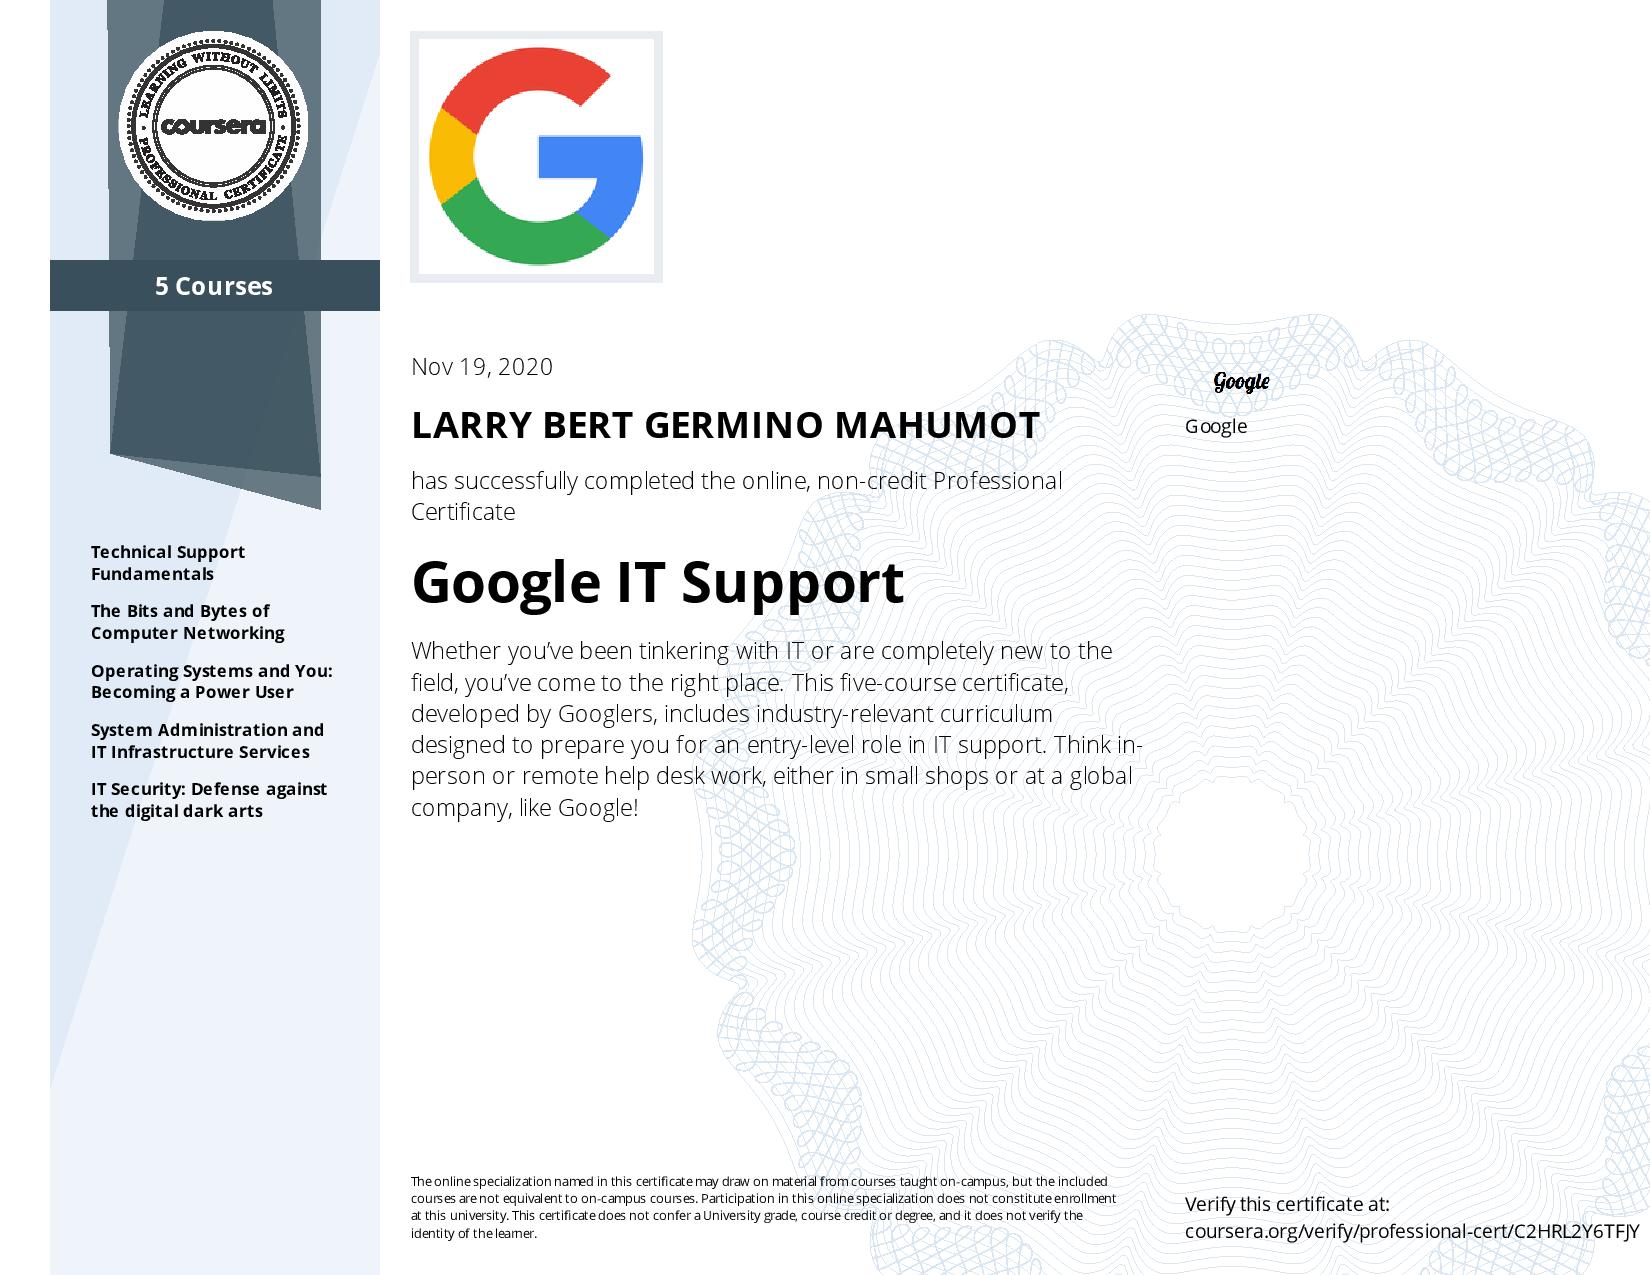 LEARNING WITHOUT LIMITS
coursera
PROFESSIONAL CERTIFICATE
5 Courses
Technical Support
Fundamentals
The Bits and Bytes of
Computer Networking
Operating Systems and You:
Becoming a Power User
System Administration and
IT Infrastructure Services
IT Security: Defense against
the digital dark arts
Nov 19, 2020
LARRY BERT GERMINO MAHUMOT
has successfully completed the online, non-credit Professional
Certificate
Google IT Support
Whether you’ve been tinkering with IT or are completely new to the
field, you’ve come to the right place. This five-course certificate,
developed by Googlers, includes industry-relevant curriculum
designed to prepare you for an entry-level role in IT support. Think in-
person or remote help desk work, either in small shops or at a global
company, like Google!
Google
Google
The online specialization named in this certificate may draw on material from courses taught on-campus, but the included
courses are not equivalent to on-campus courses. Participation in this online specialization does not constitute enrollment
at this university. This certificate does not confer a University grade, course credit or degree, and it does not verify the
identity of the learner.
Verify this certificate at:
coursera.org/verify/professional-cert/C2HRL2Y6TFJY